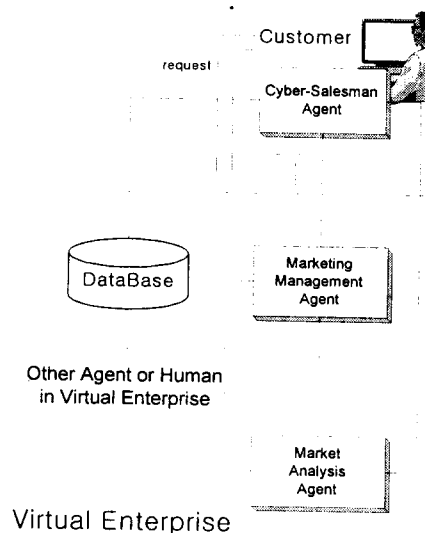 Customer
request
Cyber-Salesman
Agent
DataBase
Marketing
Management
Agent
Other Agent or Human
in Virtual Enterprise
Market
Analysis
Agent
Virtual Enterprise